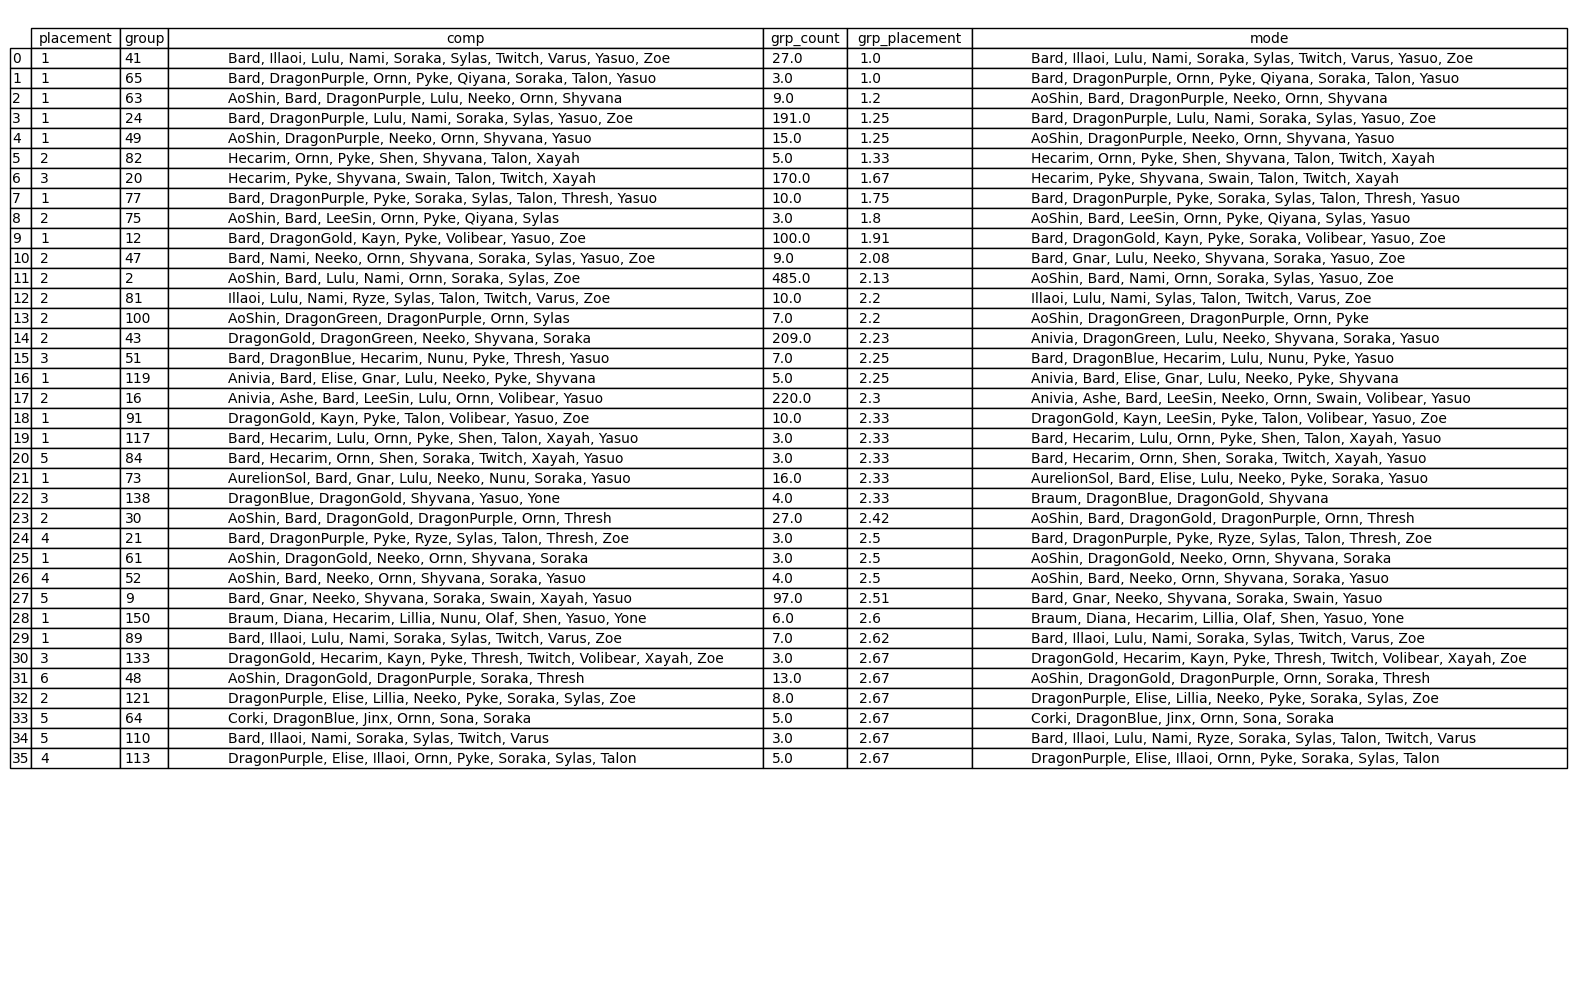 placement group comp grp_count grp_placement mode
0 1 41 Bard, Illaoi, Lulu, Nami, Soraka, Sylas, Twitch, Varus, Yasuo, Zoe 27.0 1.0 Bard, Illaoi, Lulu, Nami, Soraka, Sylas, Twitch, Varus, Yasuo, Zoe
1 1 65 Bard, DragonPurple, Ornn, Pyke, Qiyana, Soraka, Talon, Yasuo 3.0 1.0 Bard, DragonPurple, Ornn, Pyke, Qiyana, Soraka, Talon, Yasuo
2 1 63 AoShin, Bard, DragonPurple, Lulu, Neeko, Ornn, Shyvana 9.0 1.2 AoShin, Bard, DragonPurple, Neeko, Ornn, Shyvana
3 1 24 Bard, DragonPurple, Lulu, Nami, Soraka, Sylas, Yasuo, Zoe 191.0 1.25 Bard, DragonPurple, Lulu, Nami, Soraka, Sylas, Yasuo, Zoe
4 1 49 AoShin, DragonPurple, Neeko, Ornn, Shyvana, Yasuo 15.0 1.25 AoShin, DragonPurple, Neeko, Ornn, Shyvana, Yasuo
5 2 82 Hecarim, Ornn, Pyke, Shen, Shyvana, Talon, Xayah 5.0 1.33 Hecarim, Ornn, Pyke, Shen, Shyvana, Talon, Twitch, Xayah
6 3 20 Hecarim, Pyke, Shyvana, Swain, Talon, Twitch, Xayah 170.0 1.67 Hecarim, Pyke, Shyvana, Swain, Talon, Twitch, Xayah
7 1 77 Bard, DragonPurple, Pyke, Soraka, Sylas, Talon, Thresh, Yasuo 10.0 1.75 Bard, DragonPurple, Pyke, Soraka, Sylas, Talon, Thresh, Yasuo
8 2 75 AoShin, Bard, LeeSin, Ornn, Pyke, Qiyana, Sylas 3.0 1.8 AoShin, Bard, LeeSin, Ornn, Pyke, Qiyana, Sylas, Yasuo
9 1 12 Bard, DragonGold, Kayn, Pyke, Volibear, Yasuo, Zoe 100.0 1.91 Bard, DragonGold, Kayn, Pyke, Soraka, Volibear, Yasuo, Zoe
10 2 47 Bard, Nami, Neeko, Ornn, Shyvana, Soraka, Sylas, Yasuo, Zoe 9.0 2.08 Bard, Gnar, Lulu, Neeko, Shyvana, Soraka, Yasuo, Zoe
11 2 2 AoShin, Bard, Lulu, Nami, Ornn, Soraka, Sylas, Zoe 485.0 2.13 AoShin, Bard, Nami, Ornn, Soraka, Sylas, Yasuo, Zoe
12 2 81 Illaoi, Lulu, Nami, Ryze, Sylas, Talon, Twitch, Varus, Zoe 10.0 2.2 Illaoi, Lulu, Nami, Sylas, Talon, Twitch, Varus, Zoe
13 2 100 AoShin, DragonGreen, DragonPurple, Ornn, Sylas 7.0 2.2 AoShin, DragonGreen, DragonPurple, Ornn, Pyke
14 2 43 DragonGold, DragonGreen, Neeko, Shyvana, Soraka 209.0 2.23 Anivia, DragonGreen, Lulu, Neeko, Shyvana, Soraka, Yasuo
15 3 51 Bard, DragonBlue, Hecarim, Nunu, Pyke, Thresh, Yasuo 7.0 2.25 Bard, DragonBlue, Hecarim, Lulu, Nunu, Pyke, Yasuo
16 1 119 Anivia, Bard, Elise, Gnar, Lulu, Neeko, Pyke, Shyvana 5.0 2.25 Anivia, Bard, Elise, Gnar, Lulu, Neeko, Pyke, Shyvana
17 2 16 Anivia, Ashe, Bard, LeeSin, Lulu, Ornn, Volibear, Yasuo 220.0 2.3 Anivia, Ashe, Bard, LeeSin, Neeko, Ornn, Swain, Volibear, Yasuo
18 1 91 DragonGold, Kayn, Pyke, Talon, Volibear, Yasuo, Zoe 10.0 2.33 DragonGold, Kayn, LeeSin, Pyke, Talon, Volibear, Yasuo, Zoe
19 1 117 Bard, Hecarim, Lulu, Ornn, Pyke, Shen, Talon, Xayah, Yasuo 3.0 2.33 Bard, Hecarim, Lulu, Ornn, Pyke, Shen, Talon, Xayah, Yasuo
20 5 84 Bard, Hecarim, Ornn, Shen, Soraka, Twitch, Xayah, Yasuo 3.0 2.33 Bard, Hecarim, Ornn, Shen, Soraka, Twitch, Xayah, Yasuo
21 1 73 AurelionSol, Bard, Gnar, Lulu, Neeko, Nunu, Soraka, Yasuo 16.0 2.33 AurelionSol, Bard, Elise, Lulu, Neeko, Pyke, Soraka, Yasuo
22 3 138 DragonBlue, DragonGold, Shyvana, Yasuo, Yone 4.0 2.33 Braum, DragonBlue, DragonGold, Shyvana
23 2 30 AoShin, Bard, DragonGold, DragonPurple, Ornn, Thresh 27.0 2.42 AoShin, Bard, DragonGold, DragonPurple, Ornn, Thresh
24 4 21 Bard, DragonPurple, Pyke, Ryze, Sylas, Talon, Thresh, Zoe 3.0 2.5 Bard, DragonPurple, Pyke, Ryze, Sylas, Talon, Thresh, Zoe
25 1 61 AoShin, DragonGold, Neeko, Ornn, Shyvana, Soraka 3.0 2.5 AoShin, DragonGold, Neeko, Ornn, Shyvana, Soraka
26 4 52 AoShin, Bard, Neeko, Ornn, Shyvana, Soraka, Yasuo 4.0 2.5 AoShin, Bard, Neeko, Ornn, Shyvana, Soraka, Yasuo
27 5 9 Bard, Gnar, Neeko, Shyvana, Soraka, Swain, Xayah, Yasuo 97.0 2.51 Bard, Gnar, Neeko, Shyvana, Soraka, Swain, Yasuo
28 1 150 Braum, Diana, Hecarim, Lillia, Nunu, Olaf, Shen, Yasuo, Yone 6.0 2.6 Braum, Diana, Hecarim, Lillia, Olaf, Shen, Yasuo, Yone
29 1 89 Bard, Illaoi, Lulu, Nami, Soraka, Sylas, Twitch, Varus, Zoe 7.0 2.62 Bard, Illaoi, Lulu, Nami, Soraka, Sylas, Twitch, Varus, Zoe
30 3 133 DragonGold, Hecarim, Kayn, Pyke, Thresh, Twitch, Volibear, Xayah, Zoe 3.0 2.67 DragonGold, Hecarim, Kayn, Pyke, Thresh, Twitch, Volibear, Xayah, Zoe
31 6 48 AoShin, DragonGold, DragonPurple, Soraka, Thresh 13.0 2.67 AoShin, DragonGold, DragonPurple, Ornn, Soraka, Thresh
32 2 121 DragonPurple, Elise, Lillia, Neeko, Pyke, Soraka, Sylas, Zoe 8.0 2.67 DragonPurple, Elise, Lillia, Neeko, Pyke, Soraka, Sylas, Zoe
33 5 64 Corki, DragonBlue, Jinx, Ornn, Sona, Soraka 5.0 2.67 Corki, DragonBlue, Jinx, Ornn, Sona, Soraka
34 5 110 Bard, Illaoi, Nami, Soraka, Sylas, Twitch, Varus 3.0 2.67 Bard, Illaoi, Lulu, Nami, Ryze, Soraka, Sylas, Talon, Twitch, Varus
35 4 113 DragonPurple, Elise, Illaoi, Ornn, Pyke, Soraka, Sylas, Talon 5.0 2.67 DragonPurple, Elise, Illaoi, Ornn, Pyke, Soraka, Sylas, Talon